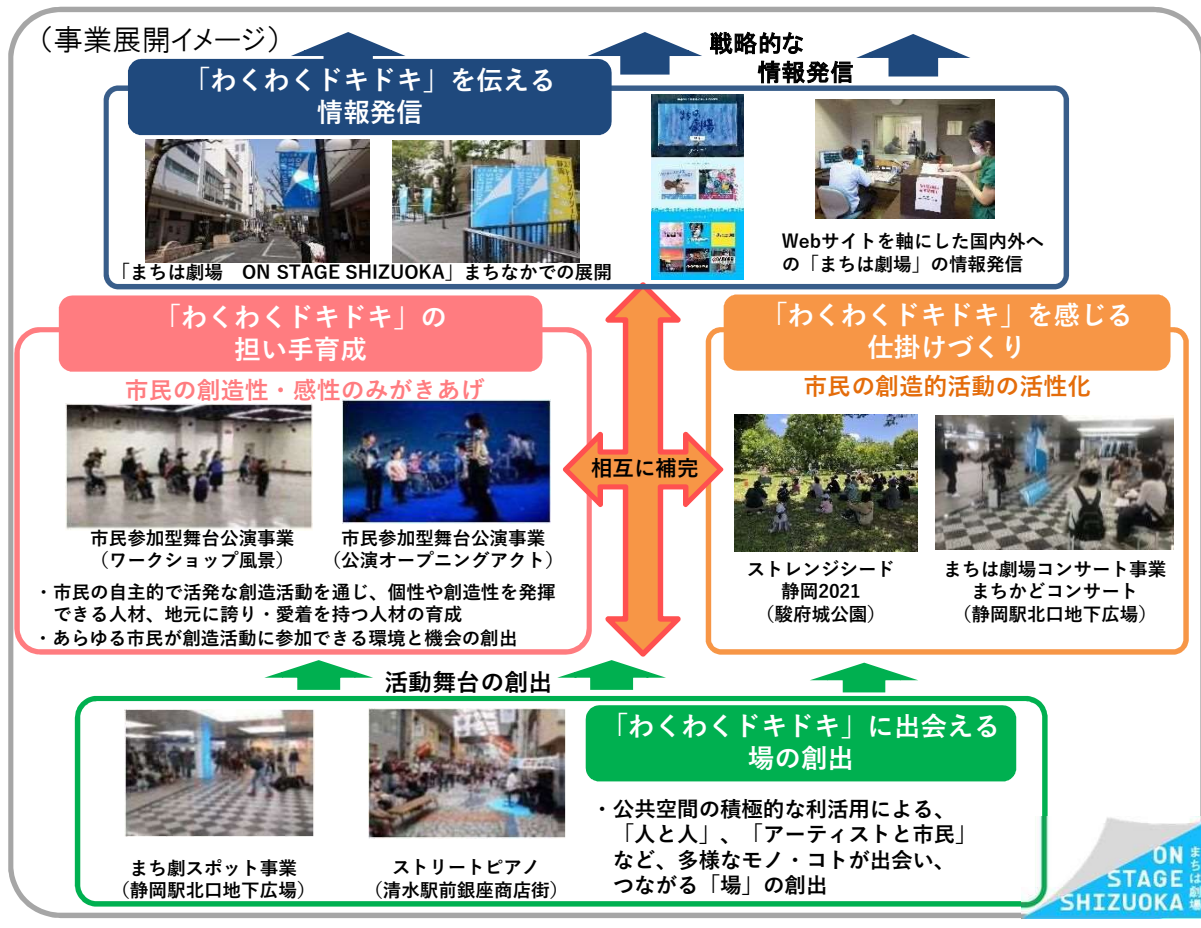 （事業展開イメージ）
戦略的な
情報発信
「わくわくドキドキ」を伝える
情報発信
「まちは劇場　ON STAGE SHIZUOKA」まちなかでの展開
Webサイトを軸にした国内外へ
の「まちは劇場」の情報発信
「わくわくドキドキ」の
担い手育成
市民の創造性・感性のみがきあげ
市民参加型舞台公演事業
（ワークショップ風景）
市民参加型舞台公演事業
（公演オープニングアクト）
・市民の自主的で活発な創造活動を通じ、個性や創造性を発揮
できる人材、地元に誇り・愛着を持つ人材の育成
・あらゆる市民が創造活動に参加できる環境と機会の創出
相互に補完
「わくわくドキドキ」を感じる
仕掛けづくり
市民の創造的活動の活性化
ストレンジシード
静岡2021
（駿府城公園）
まちは劇場コンサート事業
まちかどコンサート
（静岡駅北口地下広場）
活動舞台の創出
まち劇スポット事業
（静岡駅北口地下広場）
ストリートピアノ
（清水駅前銀座商店街）
「わくわくドキドキ」に出会える
場の創出
・公共空間の積極的な利活用による、
「人と人」、「アーティストと市民」
など、多様なモノ・コトが出会い、
つながる「場」の創出
ON
STAGE
SHIZUOKA
まちは劇場